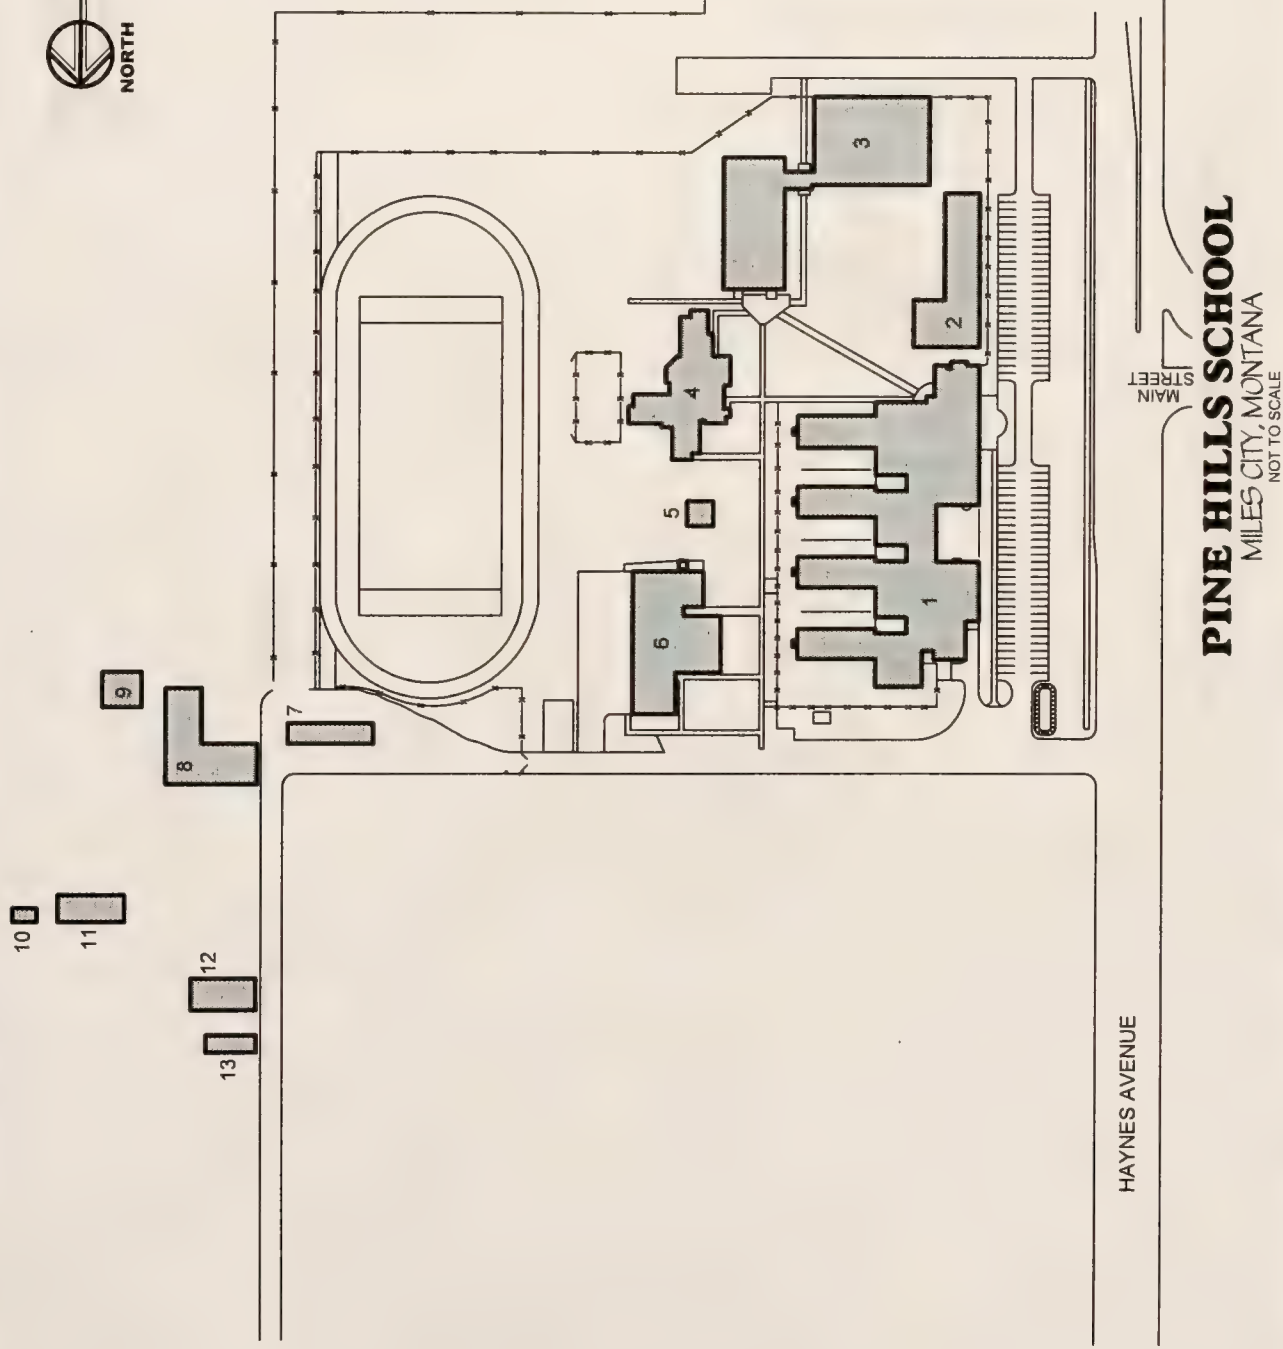 NORTH
9
8
7
10
11
12
13
3
2
4
5
6
1
MAIN
STREET
HAYNES AVENUE
PINE HILLS SCHOOL
MILES CITY, MONTANA
NOT TO SCALE